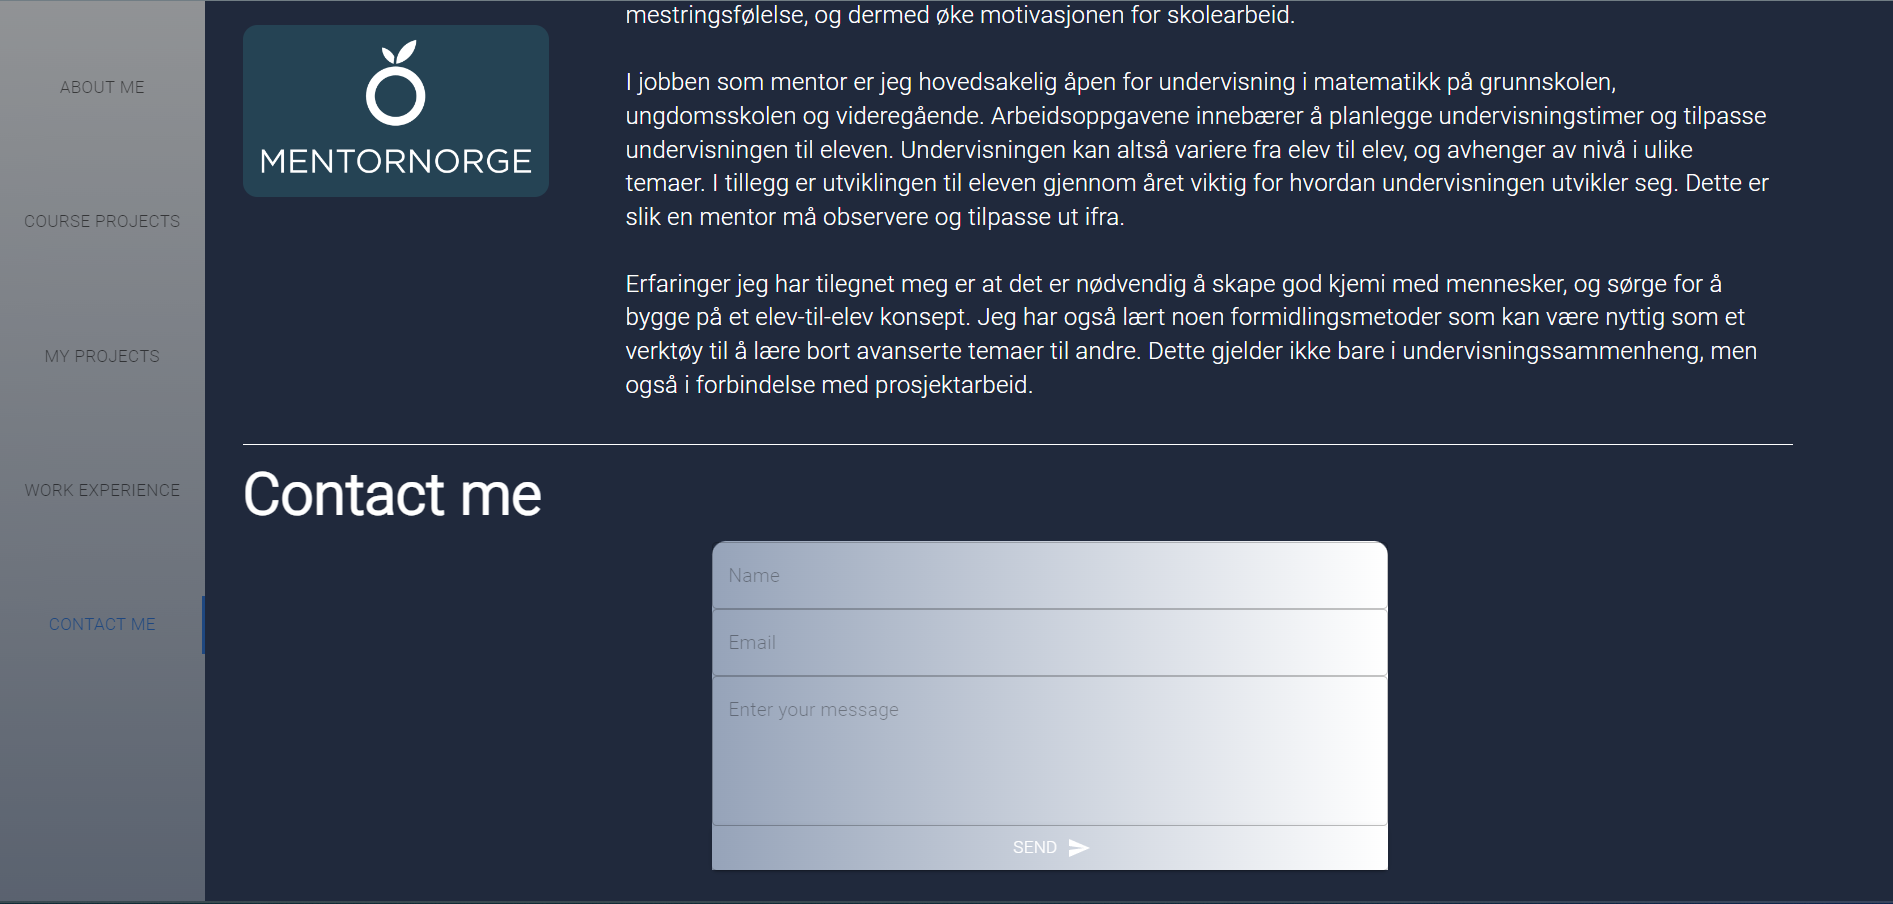 ABOUT ME
COURSE PROJECTS
MY PROJECTS
WORK EXPERIENCE
CONTACT ME
MENTORNORGE
mestringsfølelse, og dermed øke motivasjonen for skolearbeid.
I jobben som mentor er jeg hovedsakelig åpen for undervisning i matematikk på grunnskolen,
ungdomsskolen og videregående. Arbeidsoppgavene innebærer å planlegge undervisningstimer og tilpasse
undervisningen til eleven. Undervisningen kan altså variere fra elev til elev, og avhenger av nivå i ulike
temaer. I tillegg er utviklingen til eleven gjennom året viktig for hvordan undervisningen utvikler seg. Dette er
slik en mentor må observere og tilpasse ut ifra.
Erfaringer jeg har tilegnet meg er at det er nødvendig å skape god kjemi med mennesker, og sørge for å
bygge på et elev-til-elev konsept. Jeg har også lært noen formidlingsmetoder som kan være nyttig som et
verktøy til å lære bort avanserte temaer til andre. Dette gjelder ikke bare i undervisningssammenheng, men
også i forbindelse med prosjektarbeid.
Contact me
Name
Email
Enter your message
SEND